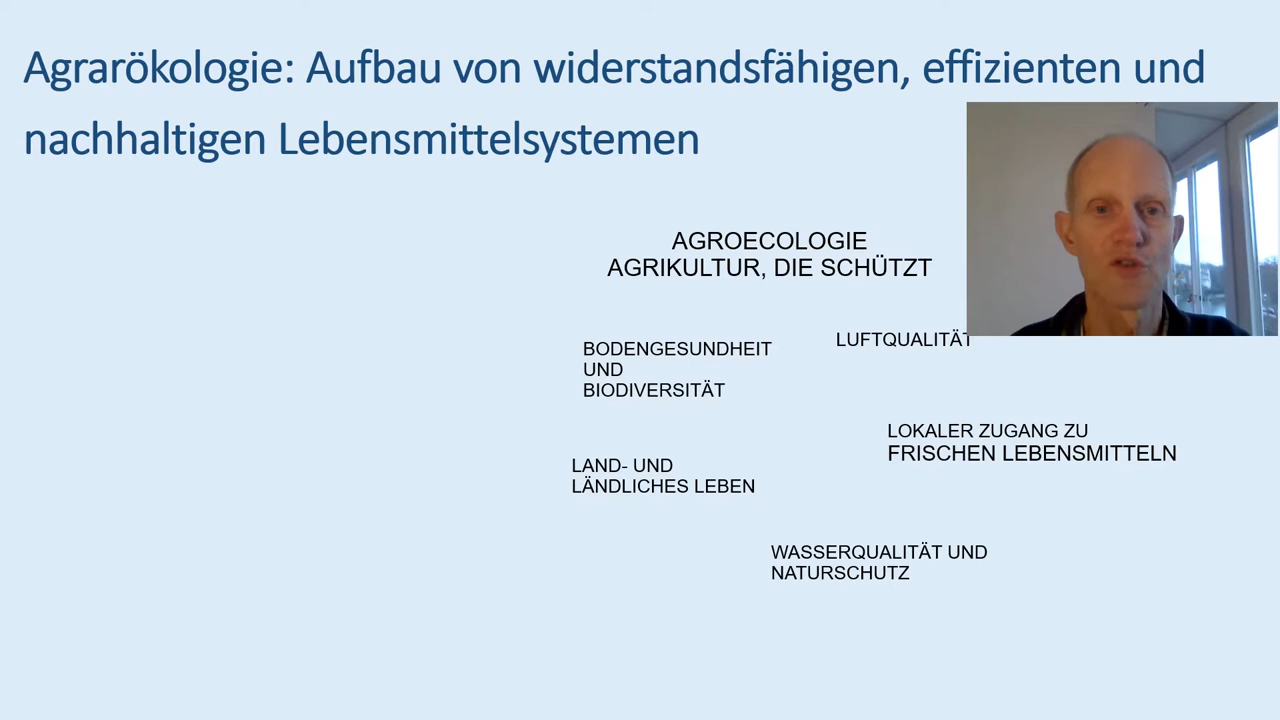 Agrarökologie: Aufbau von widerstandsfähigen, effizienten und
nachhaltigen Lebensmittelsystemen
AGROECOLOGIE
AGRIKULTUR, DIE SCHÜTZT
BODENGESUNDHEIT
UND
BIODIVERSITÄT
LUFTQUALITÄT
LOKALER ZUGANG ZU
FRISCHEN LEBENSMITTELN
LAND- UND
LÄNDLICHES LEBEN
WASSERQUALITÄT UND
NATURSCHUTZ